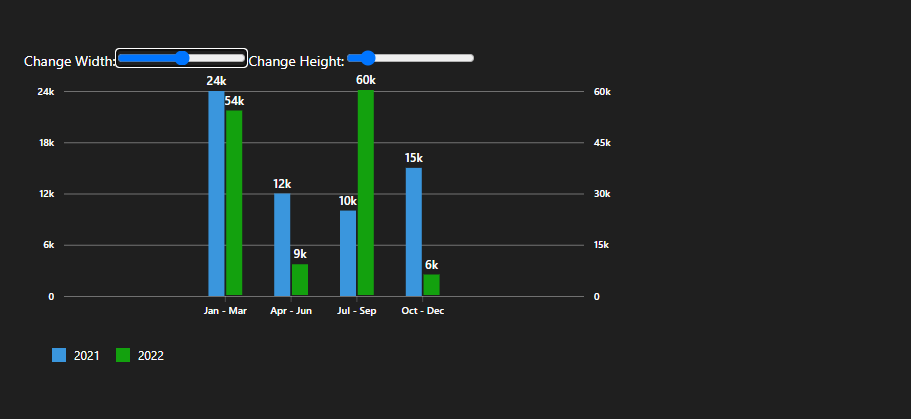 Change Width: Change Height:
24k 60k
54k
24k 60k
18k 45k
15k
12k 10k
12k 30k
9k
6k 15k
6k
0 0
Jan - Mar Apr - Jun Jul - Sep Oct - Dec
2021 2022